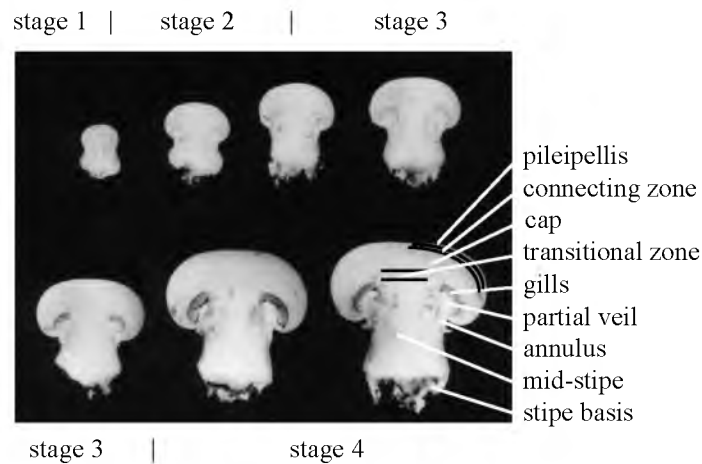 stage 1 | stage 2 | stage 3
pileipellis
connecting zone
cap
transitional zone
gills
partial veil
annulus
mid-stipe
stipe basis
stage 3 | stage 4